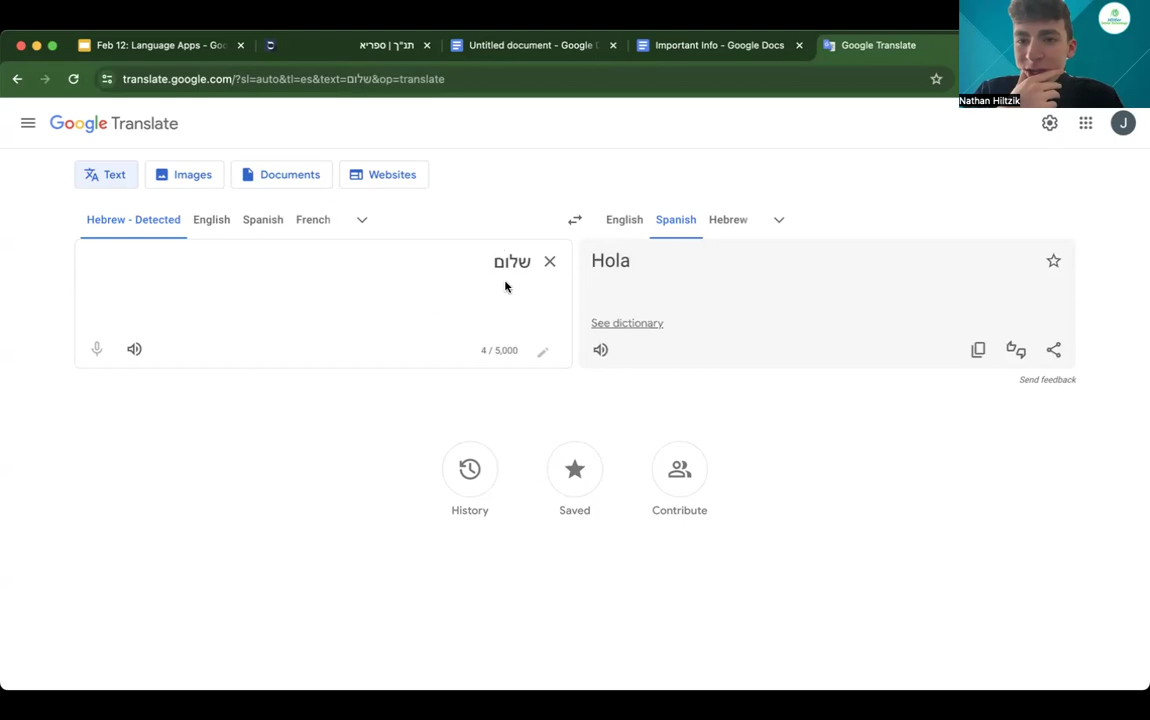 Feb 12: Language Apps - Goo
תנ"ך | ספריא
Untitled document - Google D
Important Info - Google Docs
Google Translate
translate.google.com/?sl=auto&tl=es&text=שלום&op=translate
Nathan Hiltzik
Google Translate
J
Text Images Documents Websites
Hebrew - Detected English Spanish French
English Spanish Hebrew
שלום
Hola
See dictionary
4 / 5,000
Send feedback
History Saved Contribute